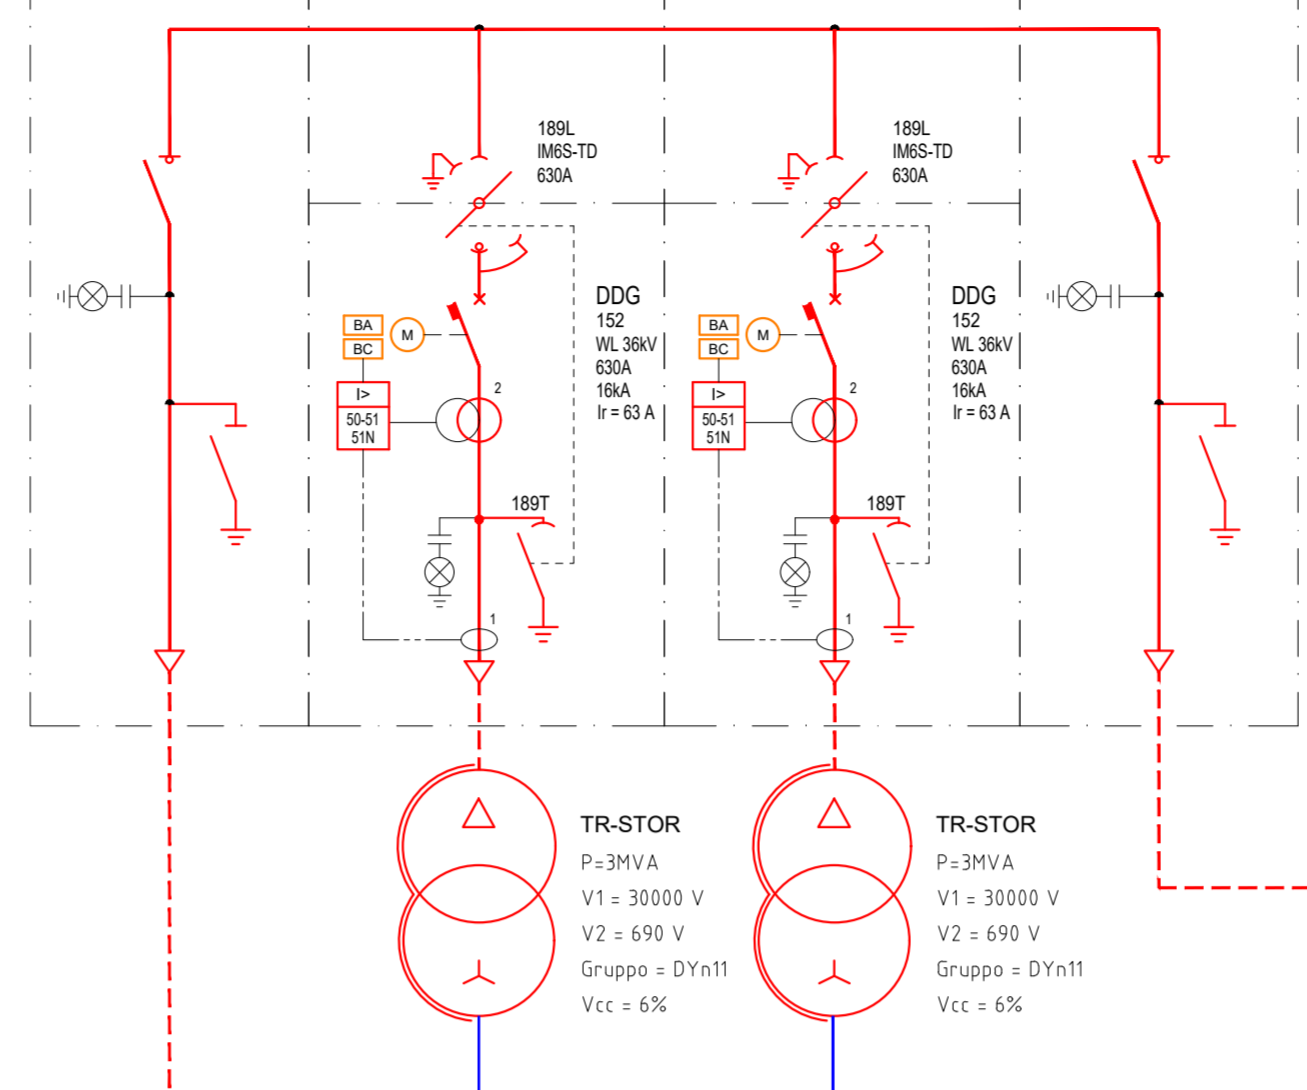 189L
IM6S-TD
630A
189L
IM6S-TD
630A
DDG
152
WL 36kV
630A
16kA
Ir = 63 A
DDG
152
WL 36kV
630A
16kA
Ir = 63 A
BA
BC
M
I>
50-51
51N
2
189T
1
BA
BC
M
I>
50-51
51N
2
189T
1
TR-STOR
P=3MVA
V1 = 30000 V
V2 = 690 V
Gruppo = DYn11
Vcc = 6%
TR-STOR
P=3MVA
V1 = 30000 V
V2 = 690 V
Gruppo = DYn11
Vcc = 6%